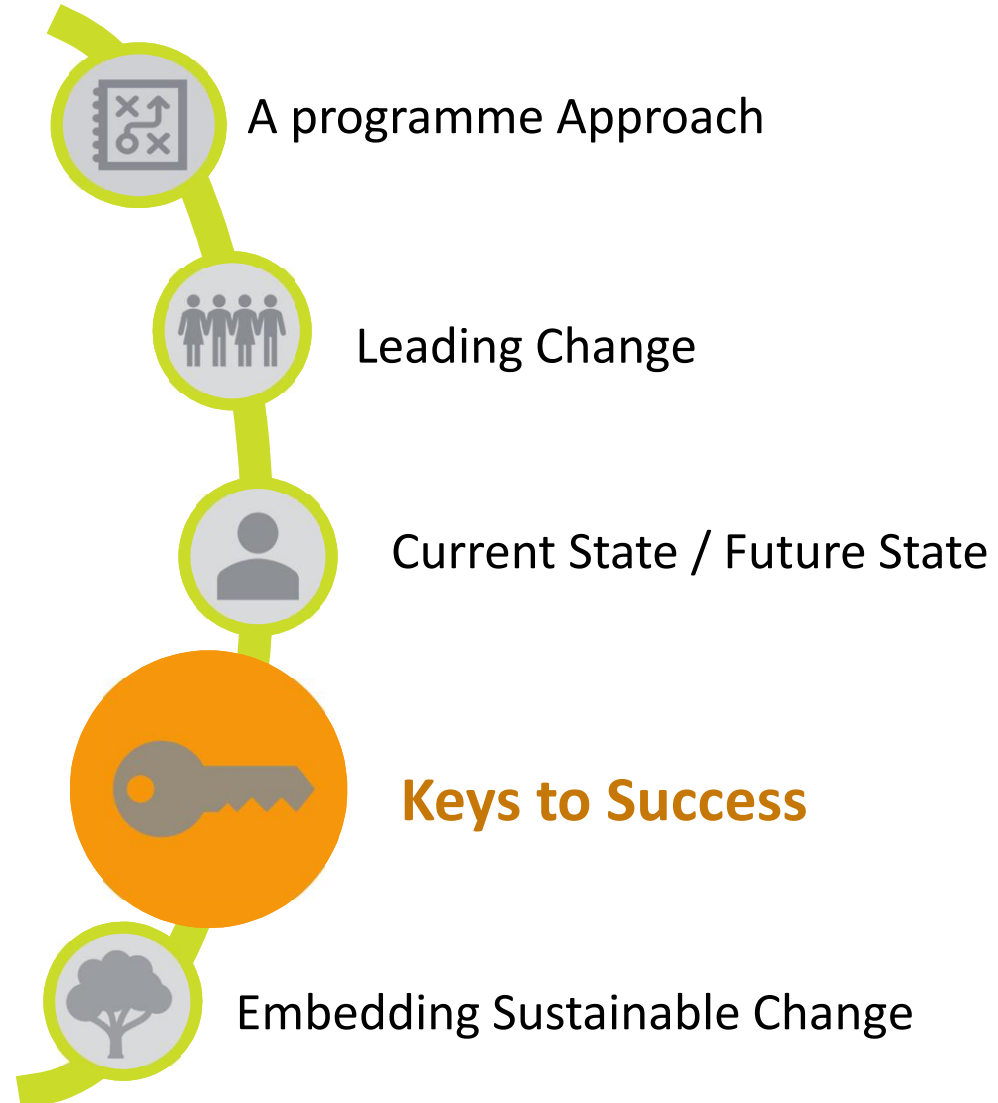 A programme Approach
Leading Change
Current State / Future State
Keys to Success
Embedding Sustainable Change